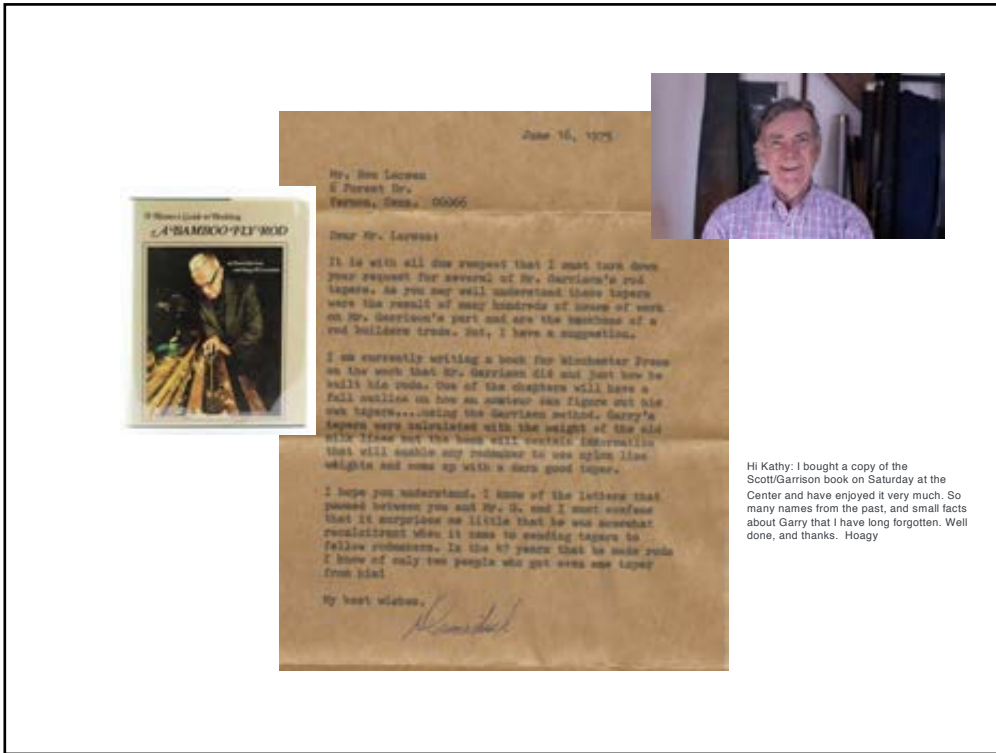 June 16, 1975
Mr. Ron Larsen
6 Forest Dr.
Vernon, Conn. 06066
Dear Mr. Larsen:
It is with all due respect that I must turn down
your request for several of Mr. Garrison's rod
tapers. As you may well understand these tapers
were the result of many hundreds of hours of work
on Mr. Garrison's part and are the backbone of a
rod builders trade. But, I have a suggestion.
I am currently writing a book for Winchester Press
on the work that Mr. Garrison did and just how he
built his rods. One of the chapters will have a
full outline on how an amateur can figure out his
own tapers....using the Garrison method. Garry's
tapers were calculated with the weight of the old
silk lines but the book will contain information
that will enable any rodmaker to use nylon line
weights and come up with a darn good taper.
I hope you understand. I know of the letters that
passed between you and Mr. G. and I must confess
that it surprises me little that he was somewhat
recalcitrant when it came to sending tapers to
fellow rodmakers. In the 47 years that he made rods
I know of only two people who got even one taper
from him!
My best wishes,
A Master's Guide to Building
A BAMBOO FLY ROD
Hi Kathy: I bought a copy of the
Scott/Garrison book on Saturday at the
Center and have enjoyed it very much. So
many names from the past, and small facts
about Garry that I have long forgotten. Well
done, and thanks.  Hoagy